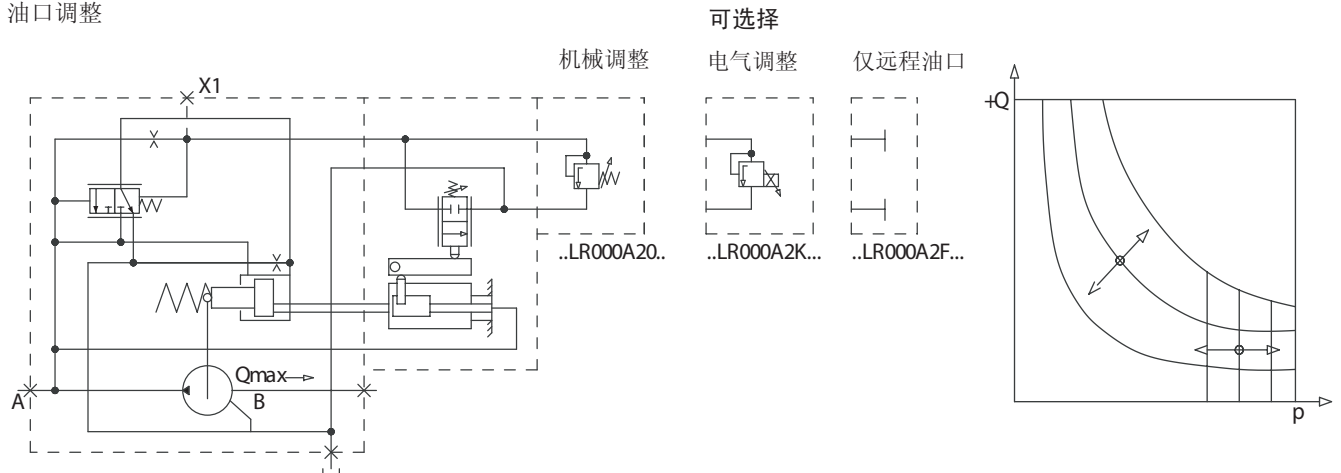 油口调整
可选择
机械调整
电气调整
仅远程油口
X1
+Q
..LR000A20..
..LR000A2K...
..LR000A2F...
Qmax
A
B
p